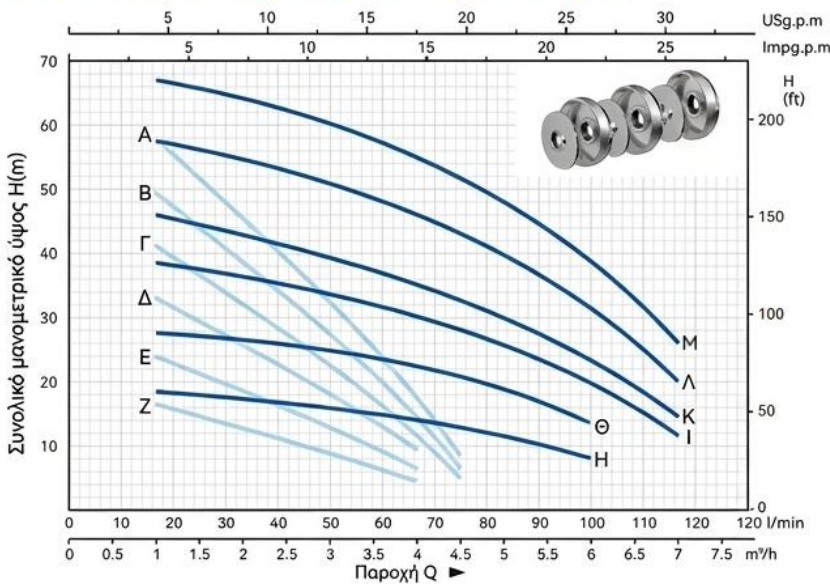 5 10 15 20 25 30 USg.p.m
5 10 15 20 25 Impg.p.m
70 H
(ft)
60 200
A
50 150
B
Γ
40
Δ 100
30
M
E
20 Λ
Z 50
K
Θ I
10 H
0
0 10 20 30 40 50 60 70 80 90 100 110 120 120 l/min
0 0.5 1 1.5 2 2.5 3 3.5 4 4.5 5 5.5 6 6.5 7 7.5 m³/h
Παροχή Q ►
Συνολικό μανομετρικό ύψος H(m)